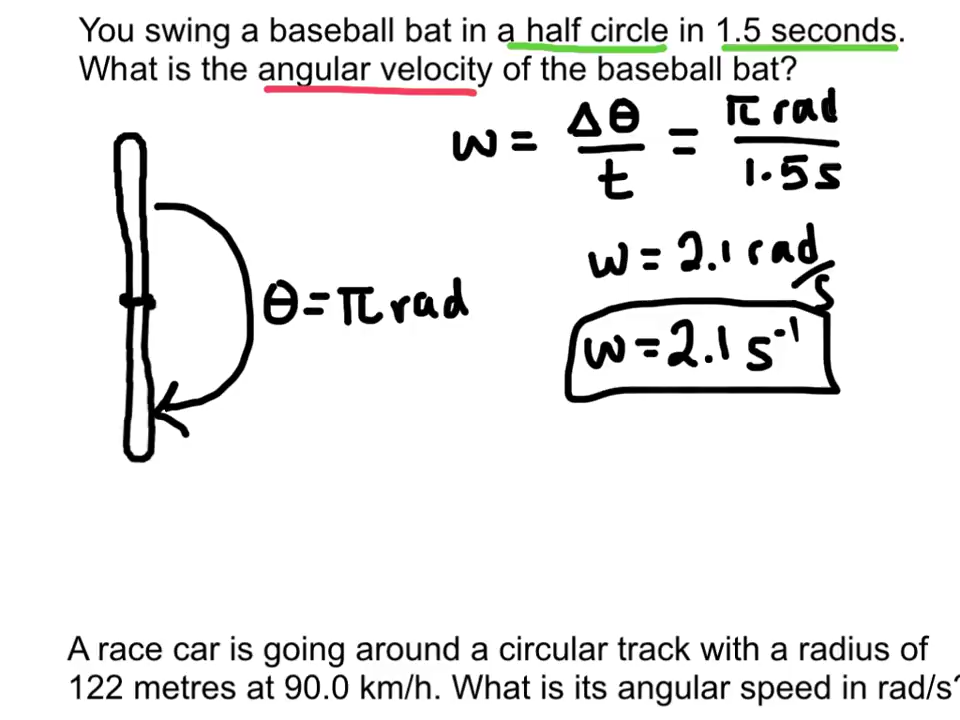 You swing a baseball bat in a half circle in 1.5 seconds.
What is the angular velocity of the baseball bat?
w = Δθ/t = π rad/1.5 s
w = 2.1 rad/s
θ = π rad
w = 2.1 s⁻¹
A race car is going around a circular track with a radius of
122 metres at 90.0 km/h. What is its angular speed in rad/s?